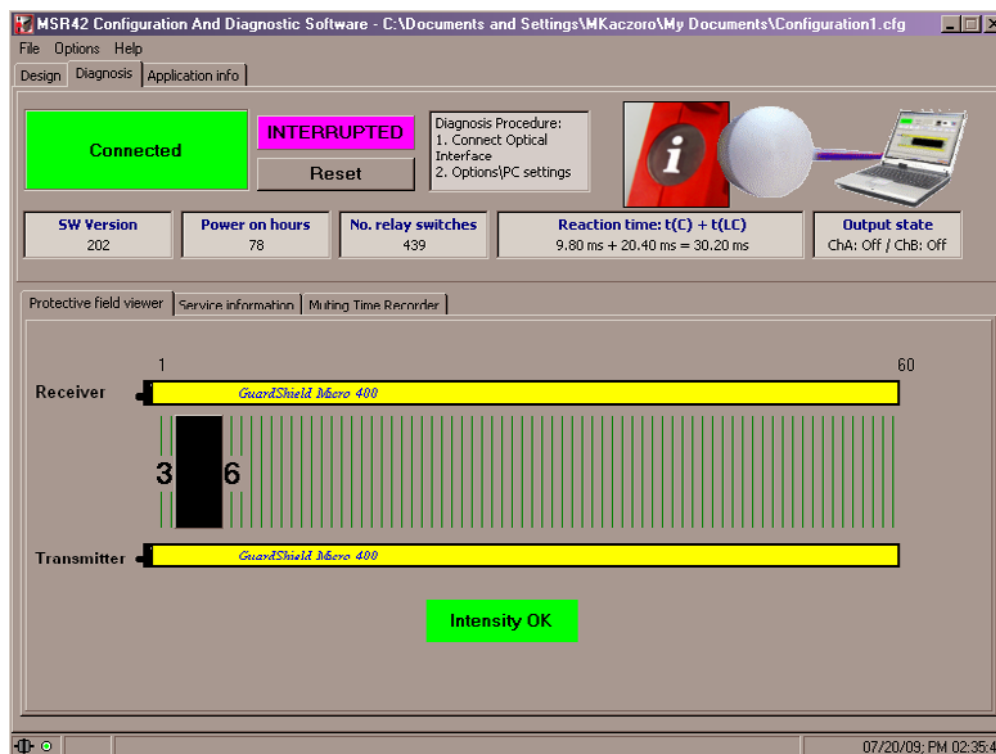 MSR42 Configuration And Diagnostic Software - C:\Documents and Settings\MKaczoro\My Documents\Configuration1.cfg
File Options Help
Design Diagnosis Application info
Connected
INTERRUPTED
Reset
Diagnosis Procedure:
1. Connect Optical
Interface
2. Options\PC settings
i
SW Version
202
Power on hours
78
No. relay switches
439
Reaction time: t(C) + t(LC)
9.80 ms + 20.40 ms = 30.20 ms
Output state
ChA: Off / ChB: Off
Protective field viewer Service information Muting Time Recorder
1 60
Receiver GuardShield Micro 400
3 6
Transmitter GuardShield Micro 400
Intensity OK
07/20/09; PM 02:35:4